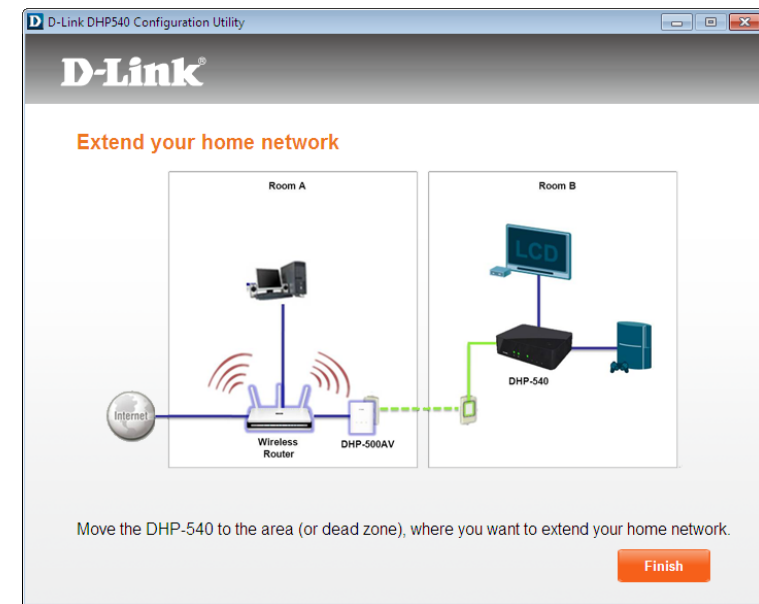 D D-Link DHP540 Configuration Utility
D-Link®
Extend your home network
Room A
Room B
LCD
DHP-540
Internet
Wireless
Router
DHP-500AV
Move the DHP-540 to the area (or dead zone), where you want to extend your home network.
Finish